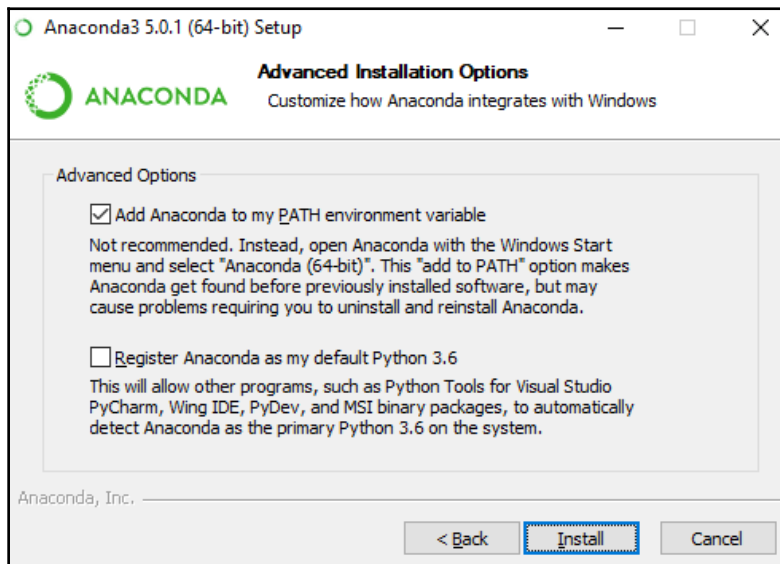 Anaconda3 5.0.1 (64-bit) Setup
Advanced Installation Options
ANACONDA
Customize how Anaconda integrates with Windows
Advanced Options
Add Anaconda to my PATH environment variable
Not recommended. Instead, open Anaconda with the Windows Start
menu and select "Anaconda (64-bit)". This "add to PATH" option makes
Anaconda get found before previously installed software, but may
cause problems requiring you to uninstall and reinstall Anaconda.
Register Anaconda as my default Python 3.6
This will allow other programs, such as Python Tools for Visual Studio
PyCharm, Wing IDE, PyDev, and MSI binary packages, to automatically
detect Anaconda as the primary Python 3.6 on the system.
Anaconda, Inc.
< Back
Install
Cancel